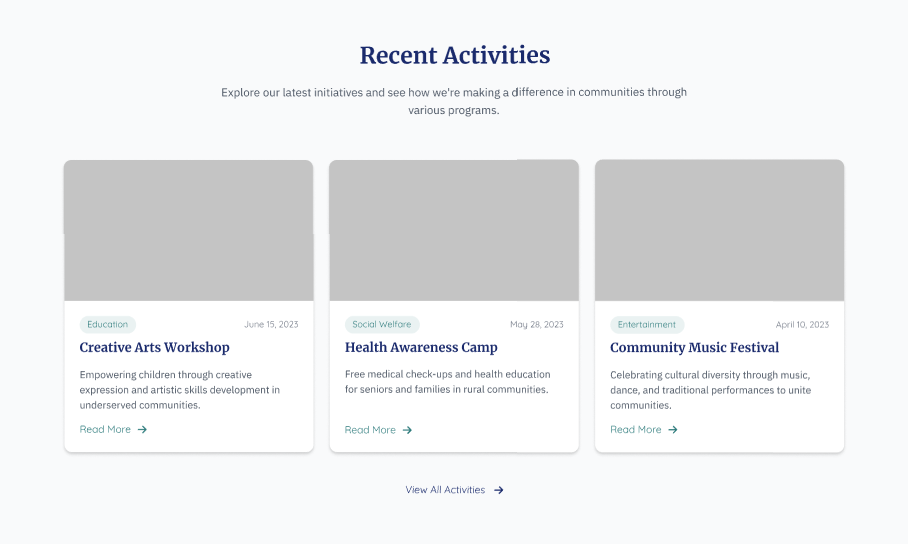 Recent Activities
Explore our latest initiatives and see how we're making a difference in communities through
various programs.
Education
June 15, 2023
Creative Arts Workshop
Empowering children through creative
expression and artistic skills development in
underserved communities.
Read More
Social Welfare
May 28, 2023
Health Awareness Camp
Free medical check-ups and health education
for seniors and families in rural communities.
Read More
Entertainment
April 10, 2023
Community Music Festival
Celebrating cultural diversity through music,
dance, and traditional performances to unite
communities.
Read More
View All Activities